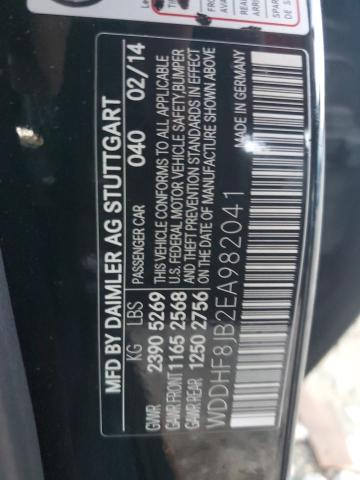 MFD BY DAIMLER AG STUTTGART
PASSENGER CAR 040 02/14
KG LBS
GVWR 2390 5269
GAWR FRONT 1165 2568
GAWR REAR 1250 2756
THIS VEHICLE CONFORMS TO ALL APPLICABLE
U.S. FEDERAL MOTOR VEHICLE SAFETY, BUMPER
AND THEFT PREVENTION STANDARDS IN EFFECT
ON THE DATE OF MANUFACTURE SHOWN ABOVE
WDDHF8JB2EA982041
MADE IN GERMANY